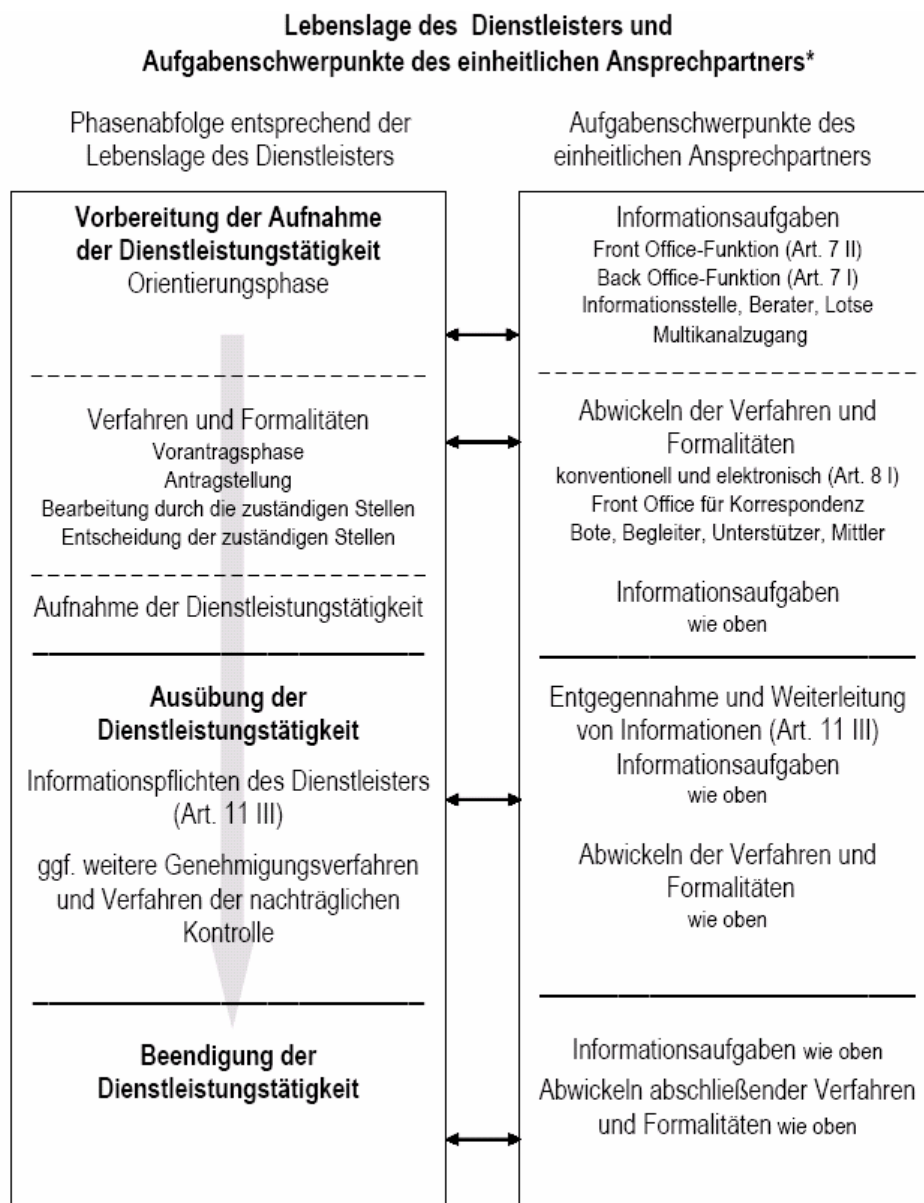 Lebenslage des Dienstleisters und
Aufgabenschwerpunkte des einheitlichen Ansprechpartners*
Phasenabfolge entsprechend der
Lebenslage des Dienstleisters
Vorbereitung der Aufnahme
der Dienstleistungstätigkeit
Orientierungsphase
Verfahren und Formalitäten
Vorantragsphase
Antragstellung
Bearbeitung durch die zuständigen Stellen
Entscheidung der zuständigen Stellen
Aufnahme der Dienstleistungstätigkeit
Ausübung der
Dienstleistungstätigkeit
Informationspflichten des Dienstleisters
(Art. 11 III)
ggf. weitere Genehmigungsverfahren
und Verfahren der nachträglichen
Kontrolle
Beendigung der
Dienstleistungstätigkeit
Aufgabenschwerpunkte des
einheitlichen Ansprechpartners
Informationsaufgaben
Front Office-Funktion (Art. 7 II)
Back Office-Funktion (Art. 7 I)
Informationsstelle, Berater, Lotse
Multikanalzugang
Abwickeln der Verfahren und
Formalitäten
konventionell und elektronisch (Art. 8 I)
Front Office für Korrespondenz
Bote, Begleiter, Unterstützer, Mittler
Informationsaufgaben
wie oben
Entgegennahme und Weiterleitung
von Informationen (Art. 11 III)
Informationsaufgaben
wie oben
Abwickeln der Verfahren und
Formalitäten
wie oben
Informationsaufgaben wie oben
Abwickeln abschließender Verfahren
und Formalitäten wie oben